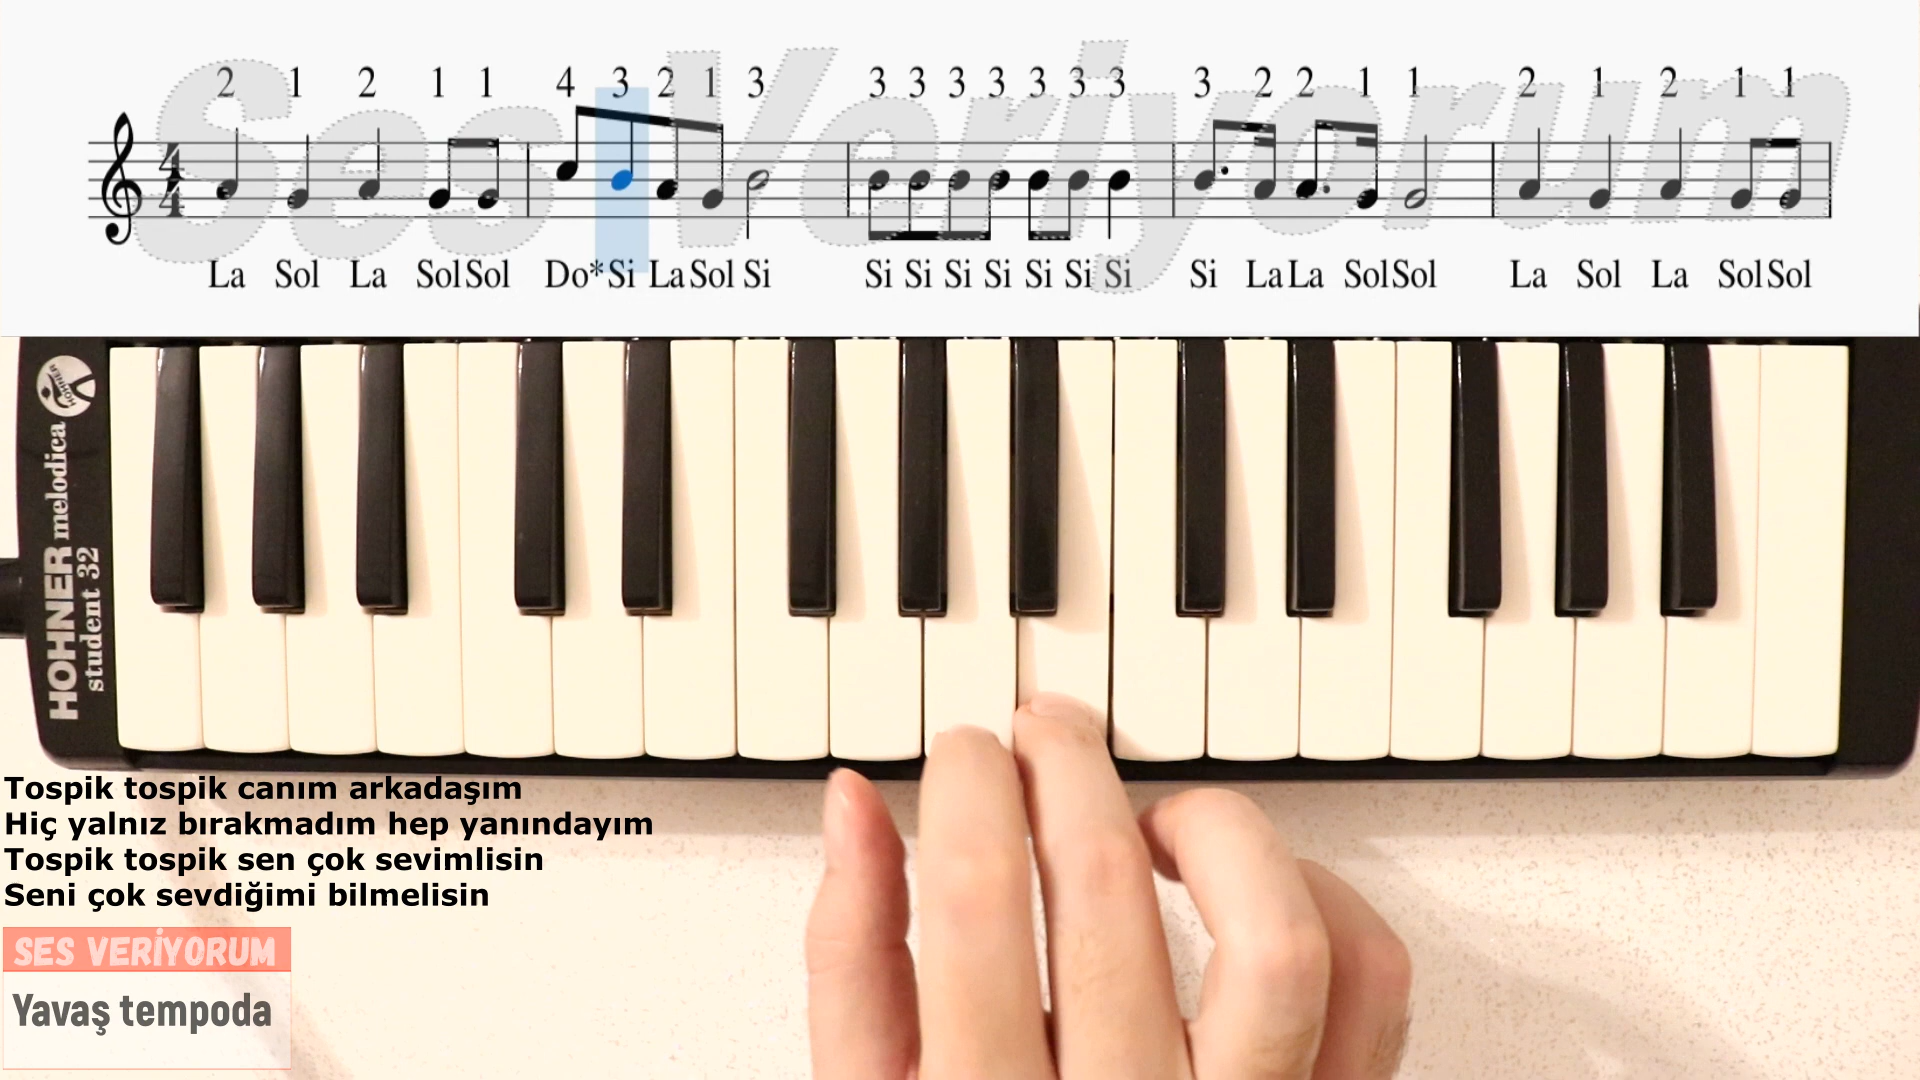 Ses Veriyorum
2 1 2 1 1 4 3 2 1 3 3 3 3 3 3 3 3 3 2 2 1 1 2 1 2 1 1
4
4
La Sol La Sol Sol Do* Si La Sol Si Si Si Si Si Si Si Si Si La La Sol Sol La Sol La Sol Sol
HOHNER
HOHNER melodica
student 32
Tospik tospik canım arkadaşım
Hiç yalnız bırakmadım hep yanındayım
Tospik tospik sen çok sevimlisin
Seni çok sevdiğimi bilmelisin
SES VERİYORUM
Yavaş tempoda